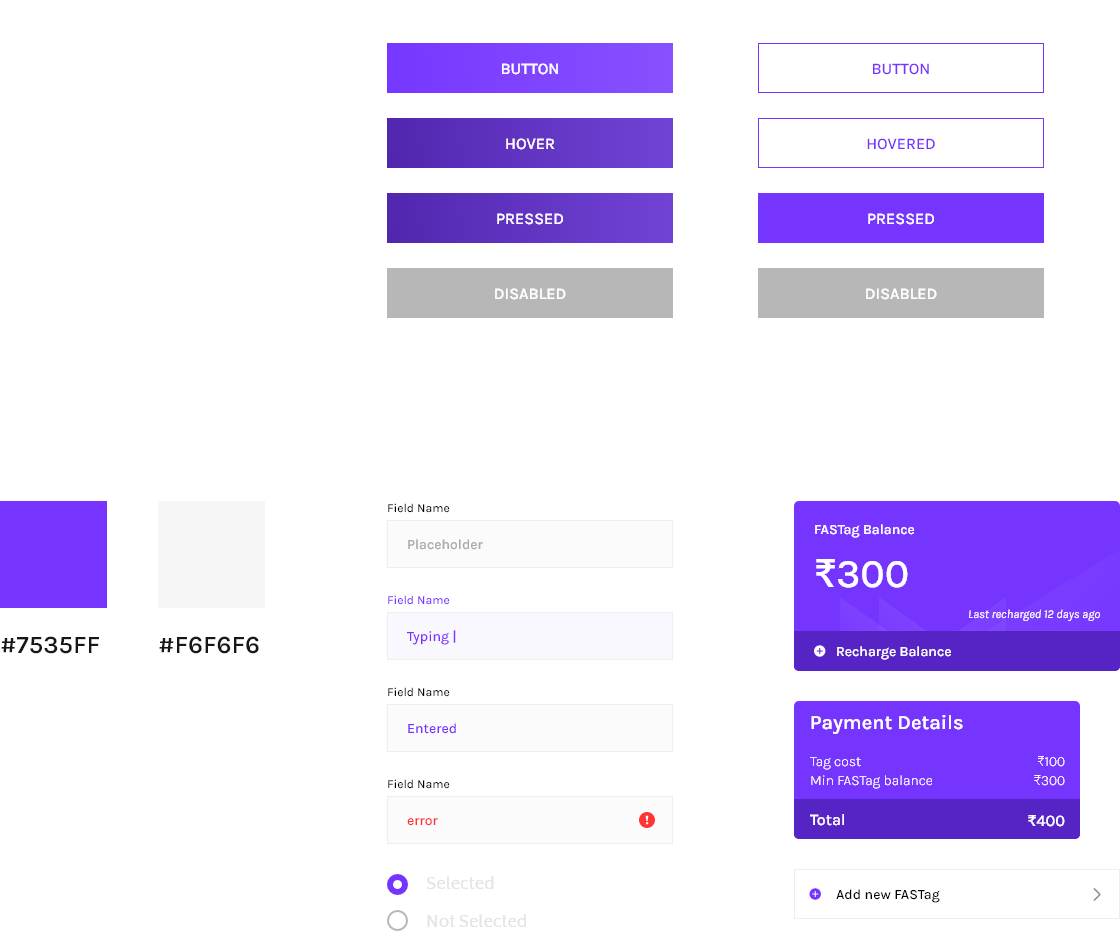 BUTTON
BUTTON
HOVER
HOVERED
PRESSED
PRESSED
DISABLED
DISABLED
#7535FF
#F6F6F6
Field Name
Placeholder
Field Name
Typing |
Field Name
Entered
Field Name
error
Selected
Not Selected
FASTag Balance
₹300
Last recharged 12 days ago
Recharge Balance
Payment Details
Tag cost ₹100
Min FASTag balance ₹300
Total ₹400
Add new FASTag